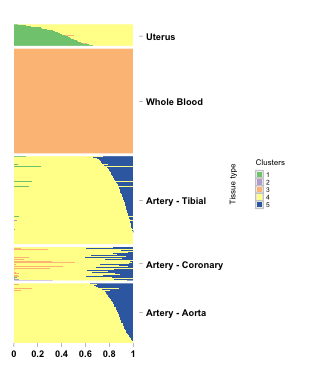 Uterus
Whole Blood
Artery - Tibial
Artery - Coronary
Artery - Aorta
0 0.2 0.4 0.6 0.8 1
Tissue type
Clusters
1
2
3
4
5